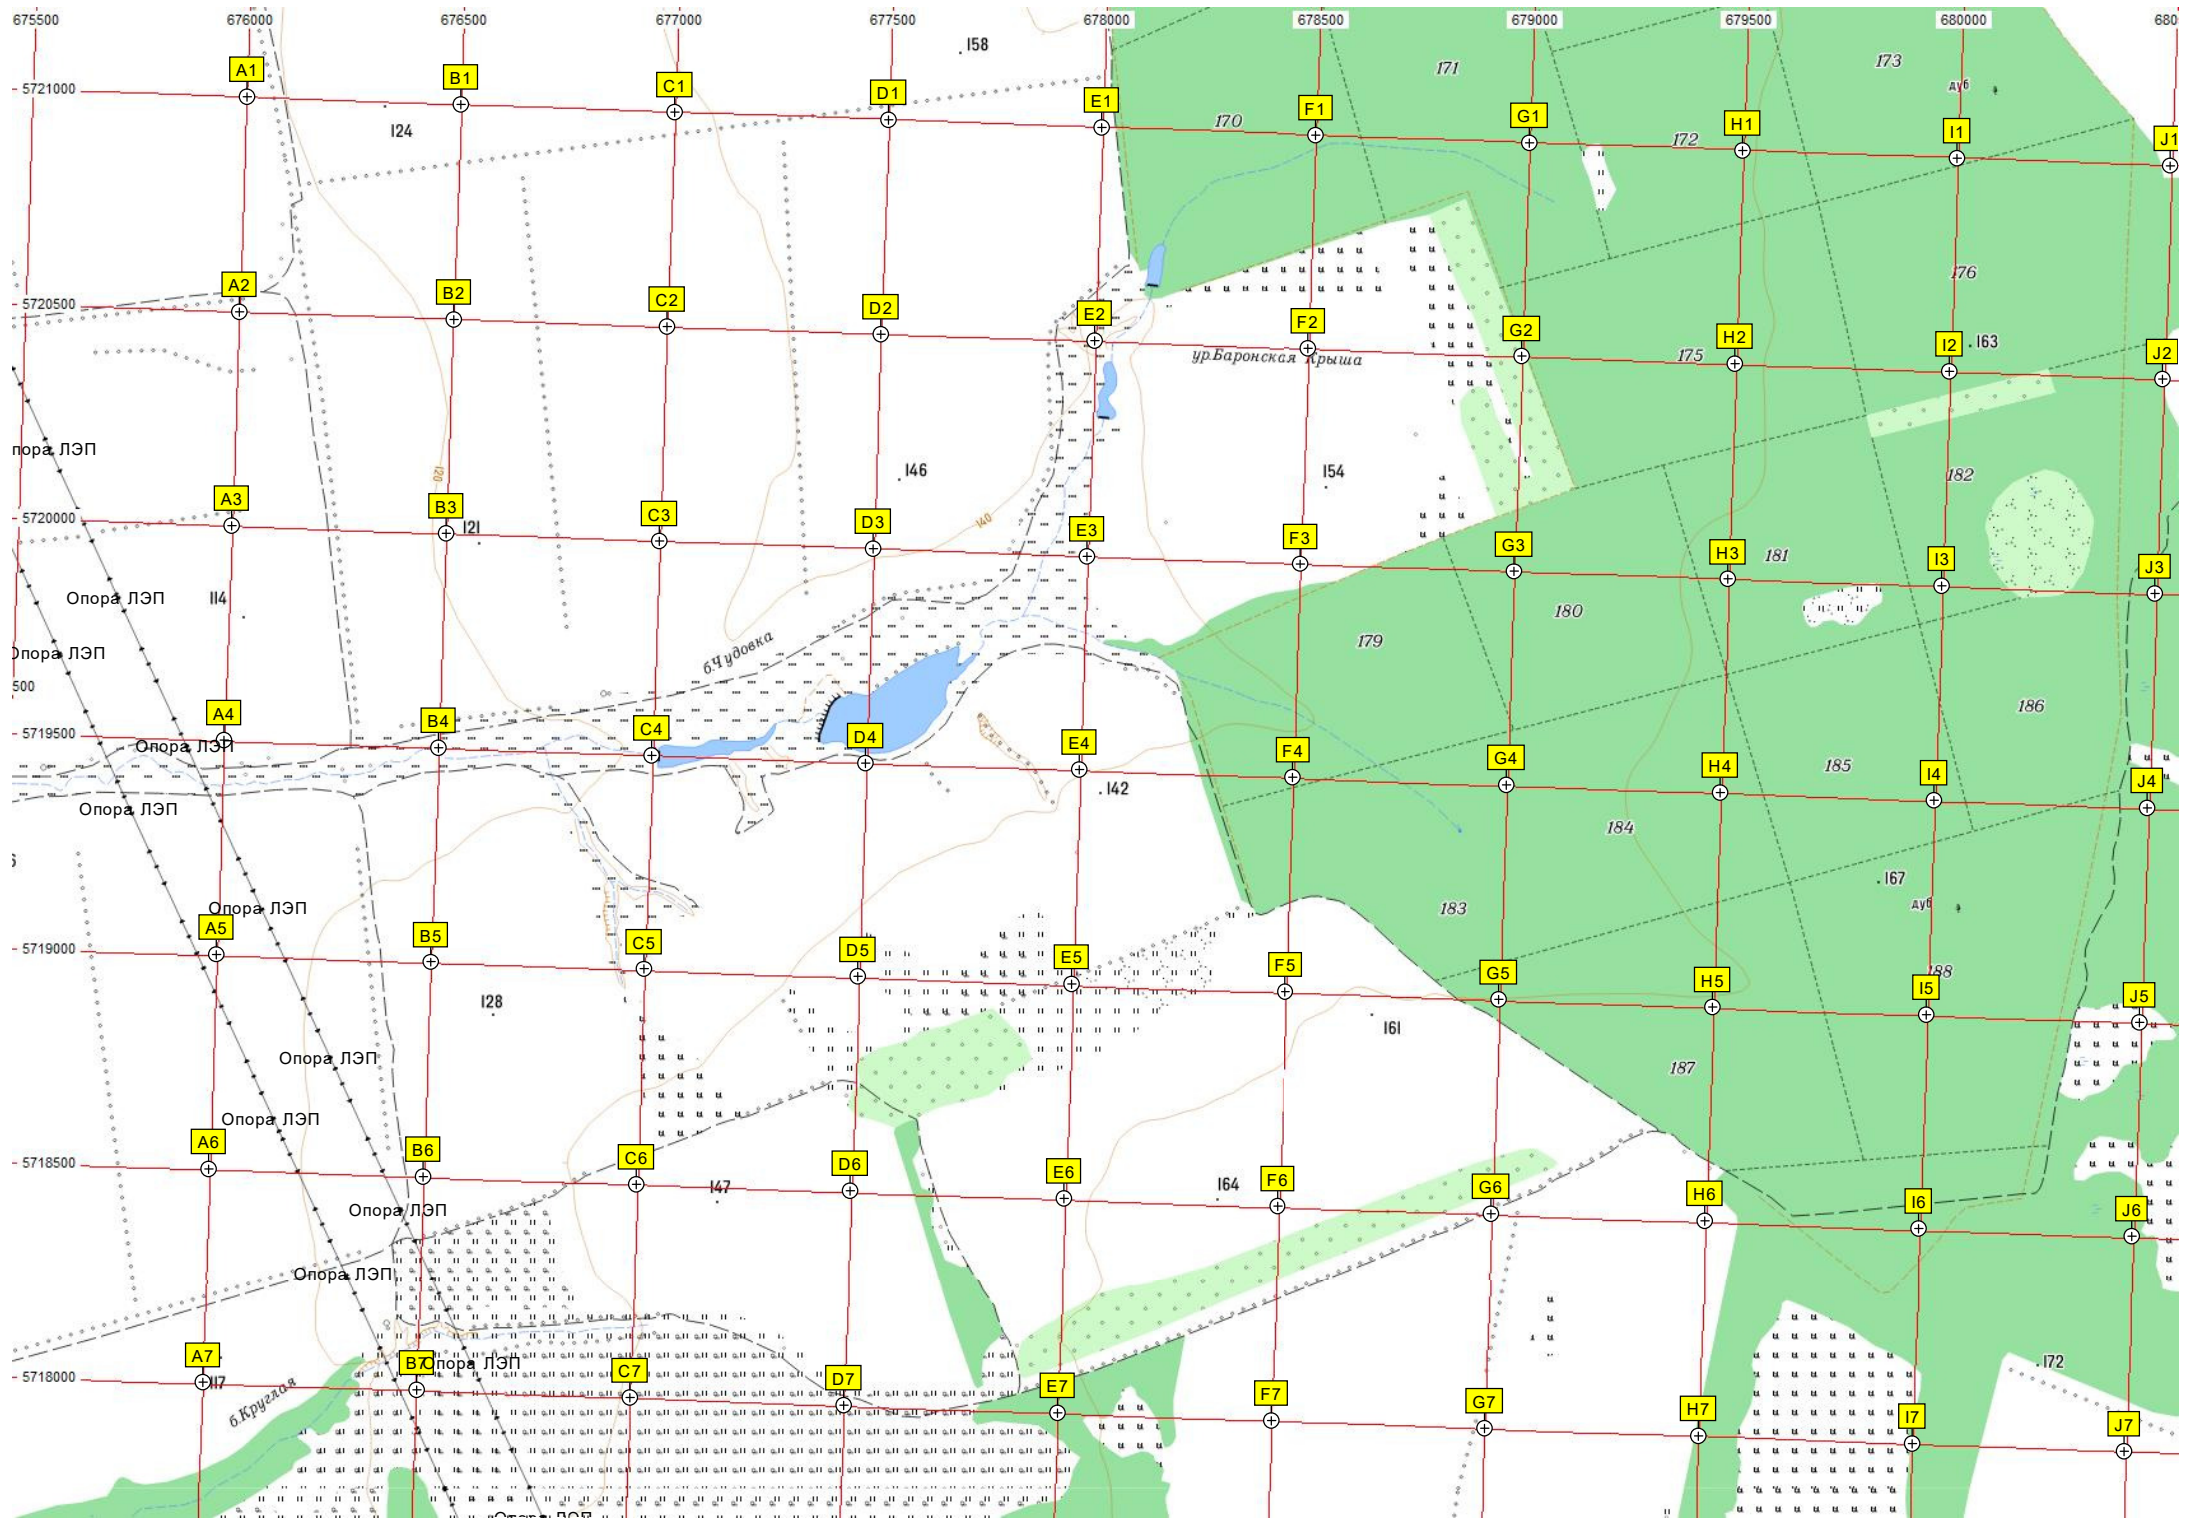 675500 676000 676500 677000 677500 678000 678500 679000 679500 680000 680
158
171 173
дуб
A1 B1 C1 D1 E1 F1 G1 H1 I1 J1
5721000
124 170 172
176
A2 B2 C2 D2 E2 F2 G2 H2 I2 J2
5720500
163
ур.Баронская Крыша 175
пора ЛЭП
120 146 154 182
A3 B3 C3 D3 E3 F3 G3 H3 I3 J3
5720000
121 140 181
Опора ЛЭП 114
180
179
Опора ЛЭП б.Чудовка
500
186
A4 B4 C4 D4 E4 F4 G4 H4 I4 J4
5719500
Опора ЛЭП
185
142
Опора ЛЭП
184
167
дуб
Опора ЛЭП 183
A5 B5 C5 D5 E5 F5 G5 H5 I5 J5
5719000
188
128 161
Опора ЛЭП 187
Опора ЛЭП
A6 B6 C6 D6 E6 F6 G6 H6 I6 J6
5718500
147 164
Опора ЛЭП
Опора ЛЭП
A7 B7 C7 D7 E7 F7 G7 H7 I7 J7
Опора ЛЭП
172
5718000
117
б.Круглая
Опора ЛЭП